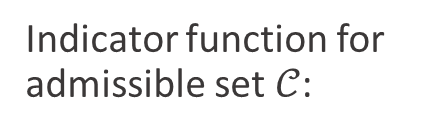 Indicator function for
admissible set 𝒞: